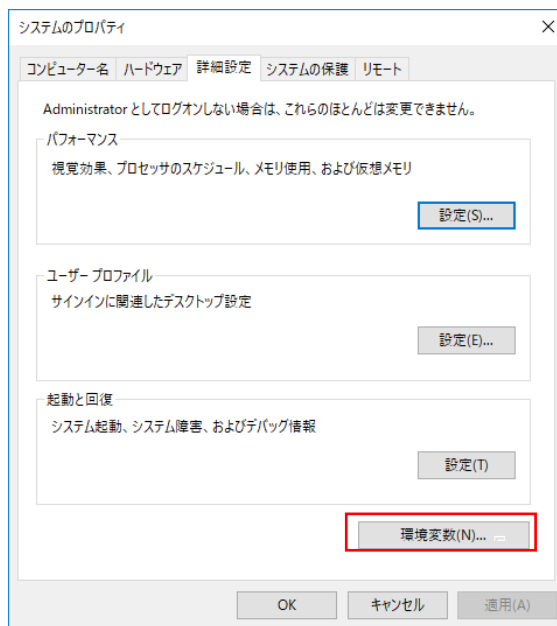 システムのプロパティ
コンピューター名 ハードウェア 詳細設定 システムの保護 リモート
Administrator としてログオンしない場合は、これらのほとんどは変更できません。
パフォーマンス
視覚効果、プロセッサのスケジュール、メモリ使用、および仮想メモリ
設定(S)...
ユーザー プロファイル
サインインに関連したデスクトップ設定
設定(E)...
起動と回復
システム起動、システム障害、およびデバッグ情報
設定(T)
環境変数(N)...
OK キャンセル 適用(A)